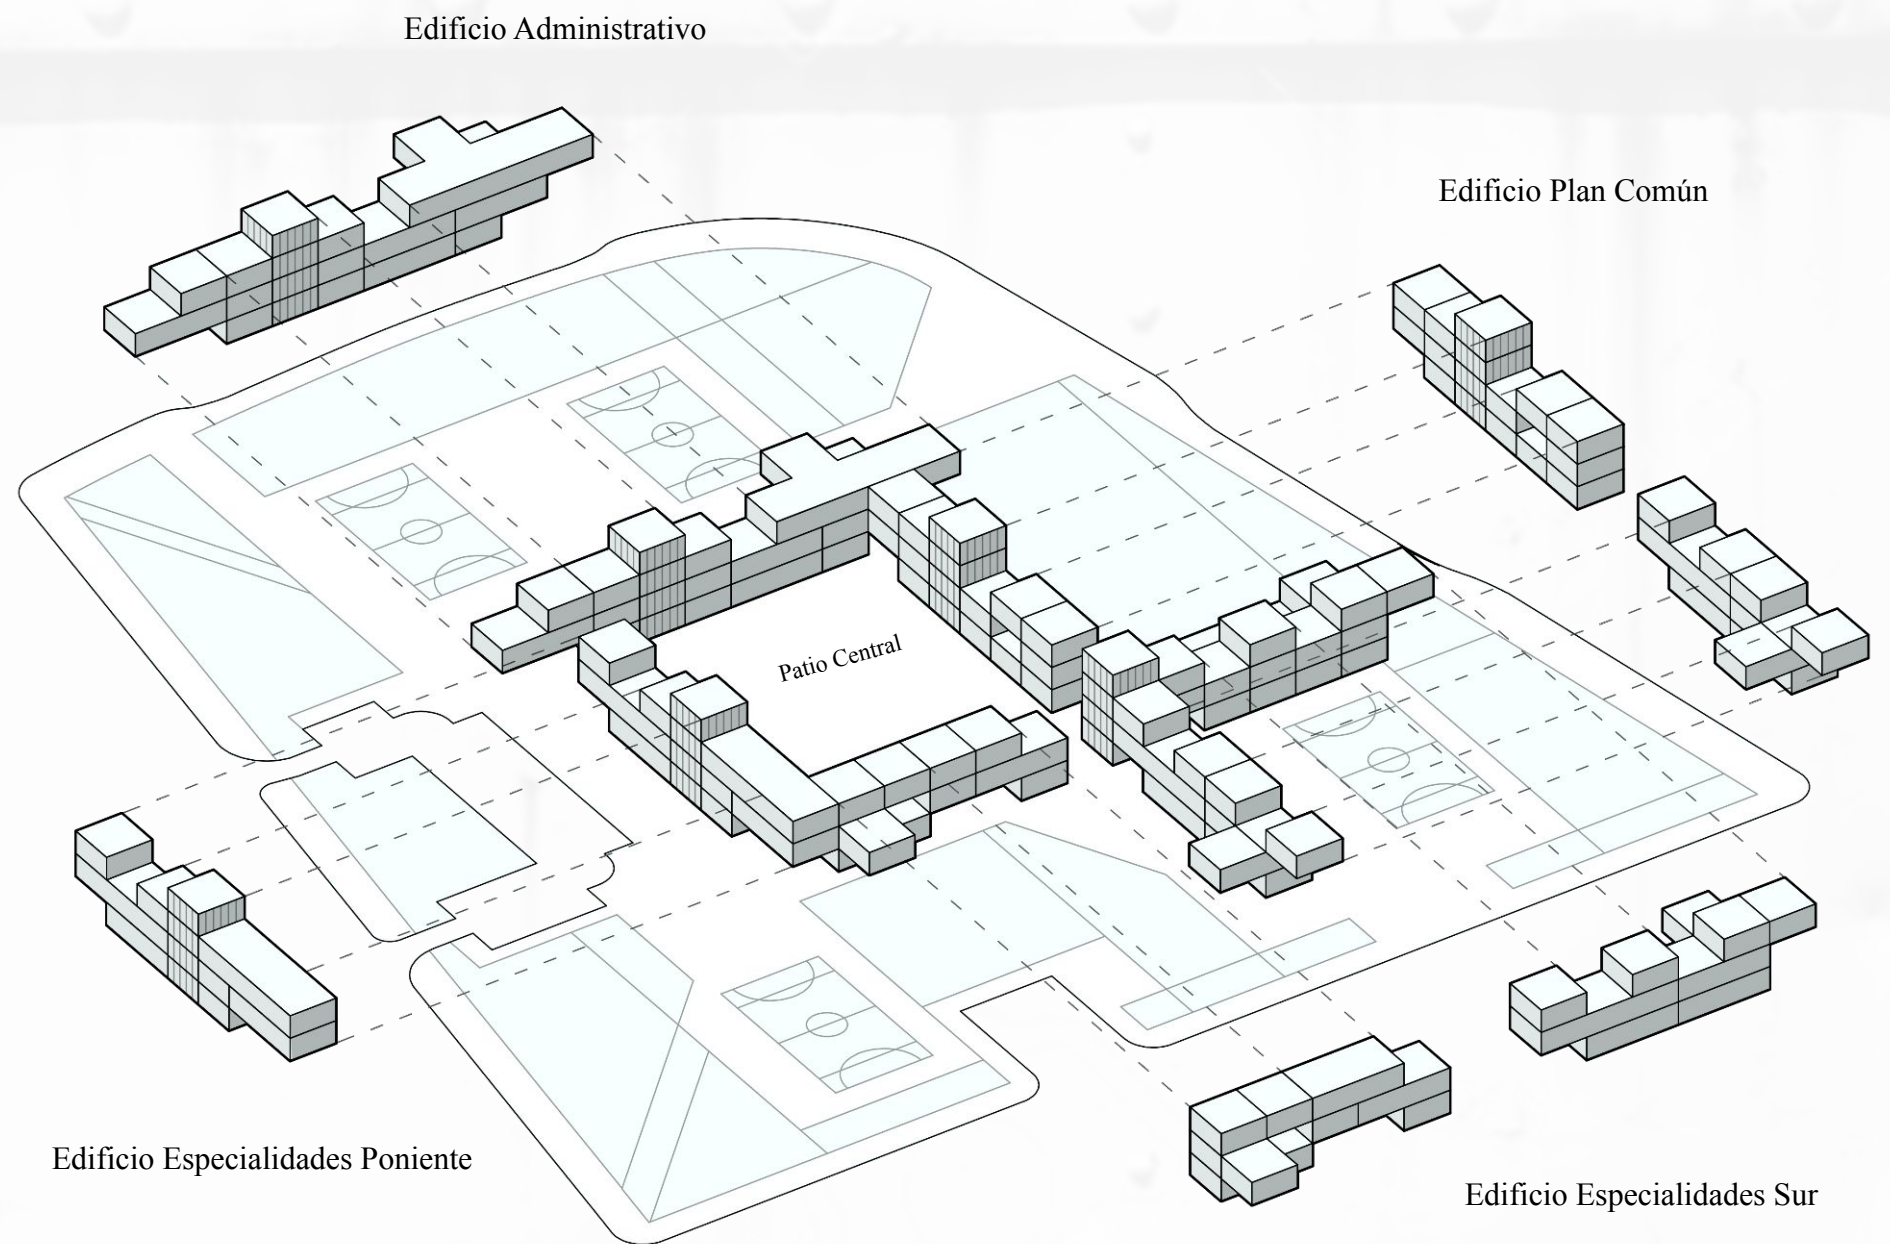 Edificio Administrativo
Edificio Plan Común
Patio Central
Edificio Especialidades Poniente
Edificio Especialidades Sur